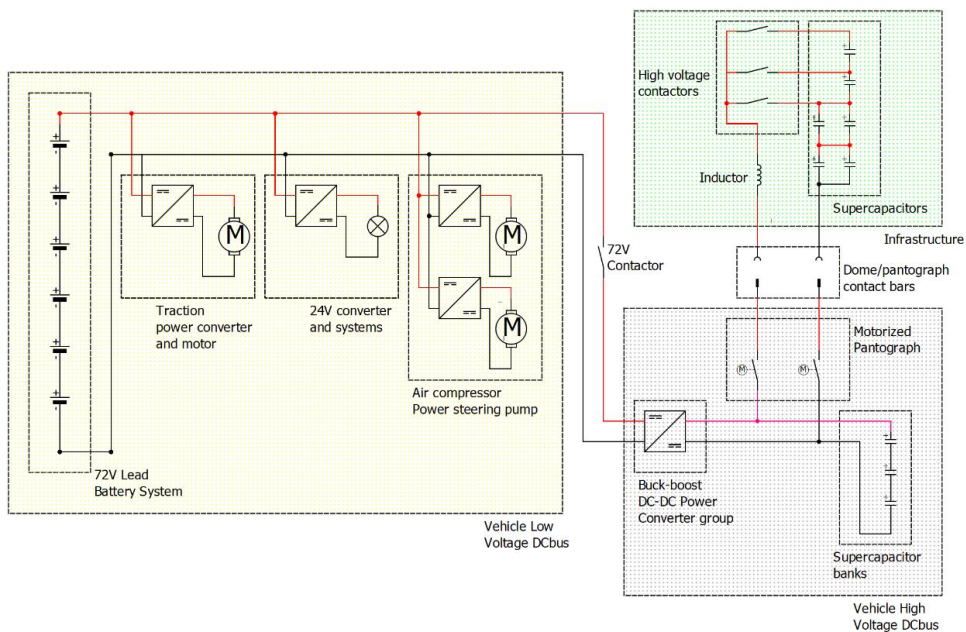 High voltage
contactors
Inductor
Supercapacitors
Infrastructure
72V
Contactor
Dome/pantograph
contact bars
M
M
M
M
Traction
power converter
and motor
24V converter
and systems
Air compressor
Power steering pump
Motorized
Pantograph
M
M
72V Lead
Battery System
Buck-boost
DC-DC Power
Converter group
Vehicle Low
Voltage DCbus
Supercapacitor
banks
Vehicle High
Voltage DCbus